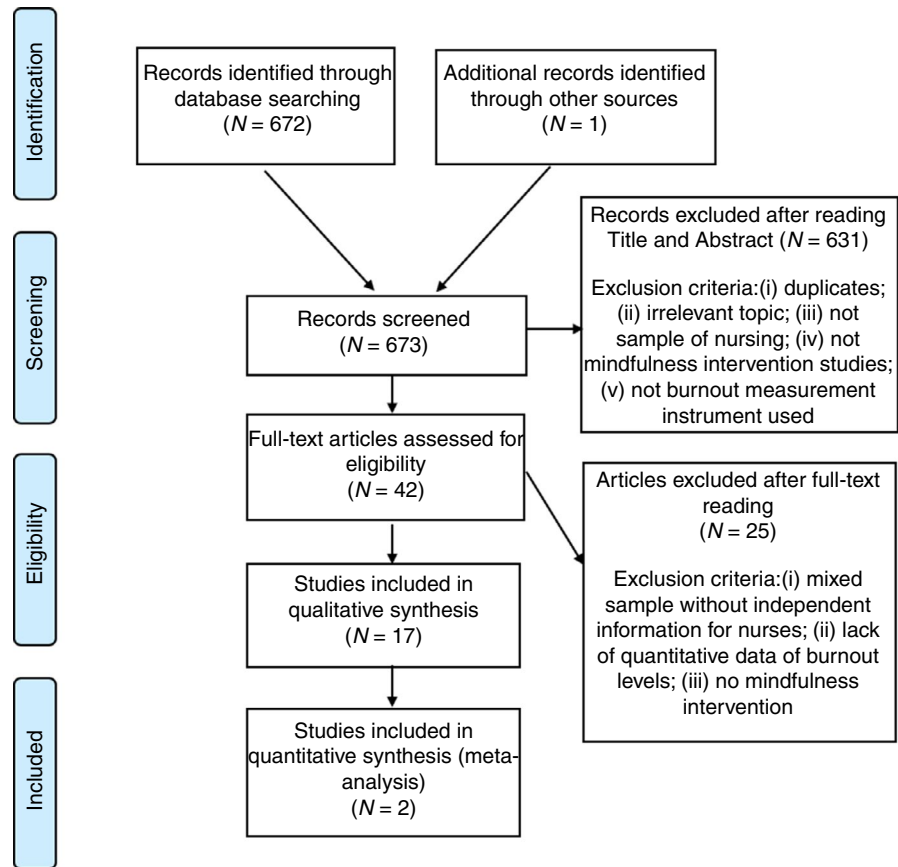 Identification
Records identified through
database searching
(N = 672)
Additional records identified
through other sources
(N = 1)
Screening
Records screened
(N = 673)
Records excluded after reading
Title and Abstract (N = 631)
Exclusion criteria:(i) duplicates;
(ii) irrelevant topic; (iii) not
sample of nursing; (iv) not
mindfulness intervention studies;
(v) not burnout measurement
instrument used
Eligibility
Full-text articles assessed for
eligibility
(N = 42)
Articles excluded after full-text
reading
(N = 25)
Exclusion criteria:(i) mixed
sample without independent
information for nurses; (ii) lack
of quantitative data of burnout
levels; (iii) no mindfulness
intervention
Studies included in
qualitative synthesis
(N = 17)
Included
Studies included in
quantitative synthesis (meta-
analysis)
(N = 2)